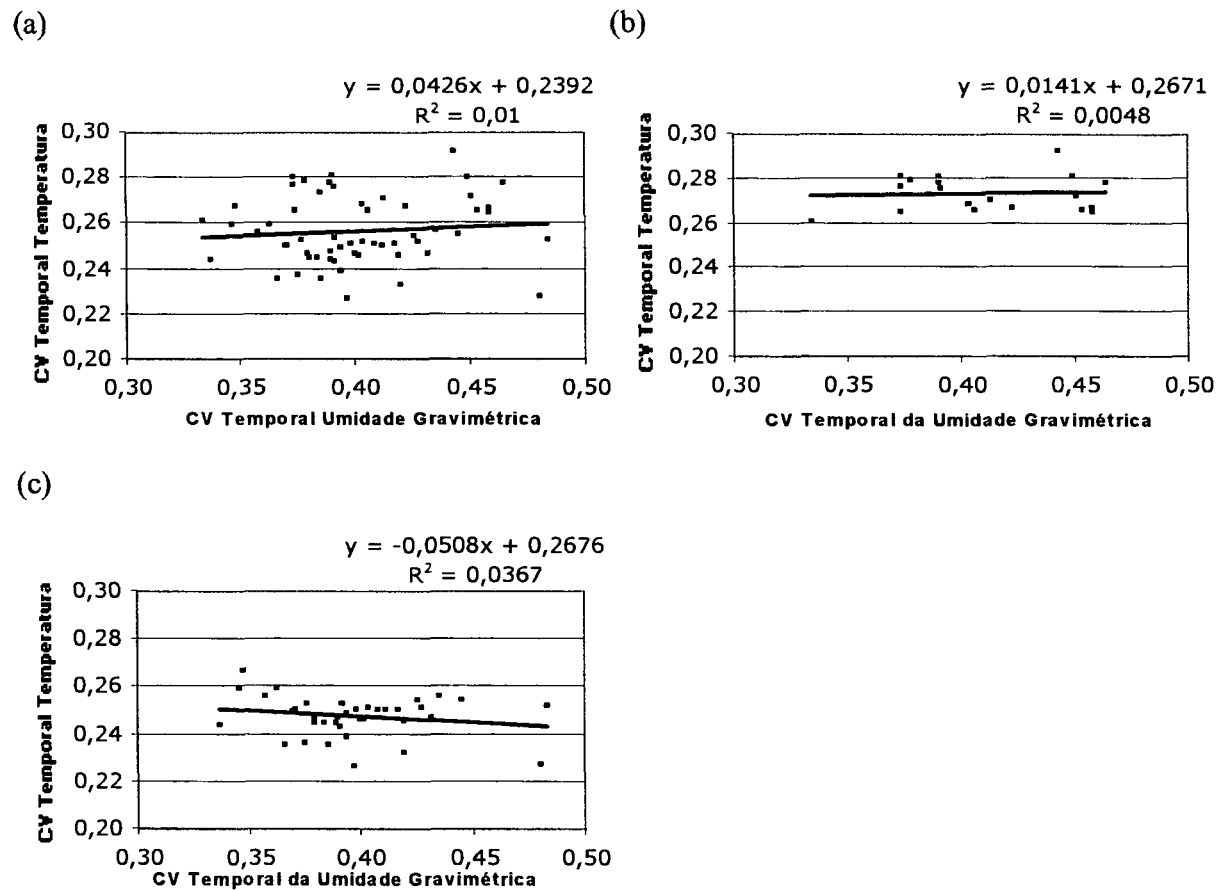 (a)
y = 0,0426x + 0,2392
R² = 0,01
CV Temporal Temperatura
0,30
0,28
0,26
0,24
0,22
0,20
0,30 0,35 0,40 0,45 0,50
CV Temporal Umidade Gravimétrica
(b)
y = 0,0141x + 0,2671
R² = 0,0048
CV Temporal Temperatura
0,30
0,28
0,26
0,24
0,22
0,20
0,30 0,35 0,40 0,45 0,50
CV Temporal da Umidade Gravimétrica
(c)
y = -0,0508x + 0,2676
R² = 0,0367
CV Temporal Temperatura
0,30
0,28
0,26
0,24
0,22
0,20
0,30 0,35 0,40 0,45 0,50
CV Temporal da Umidade Gravimétrica